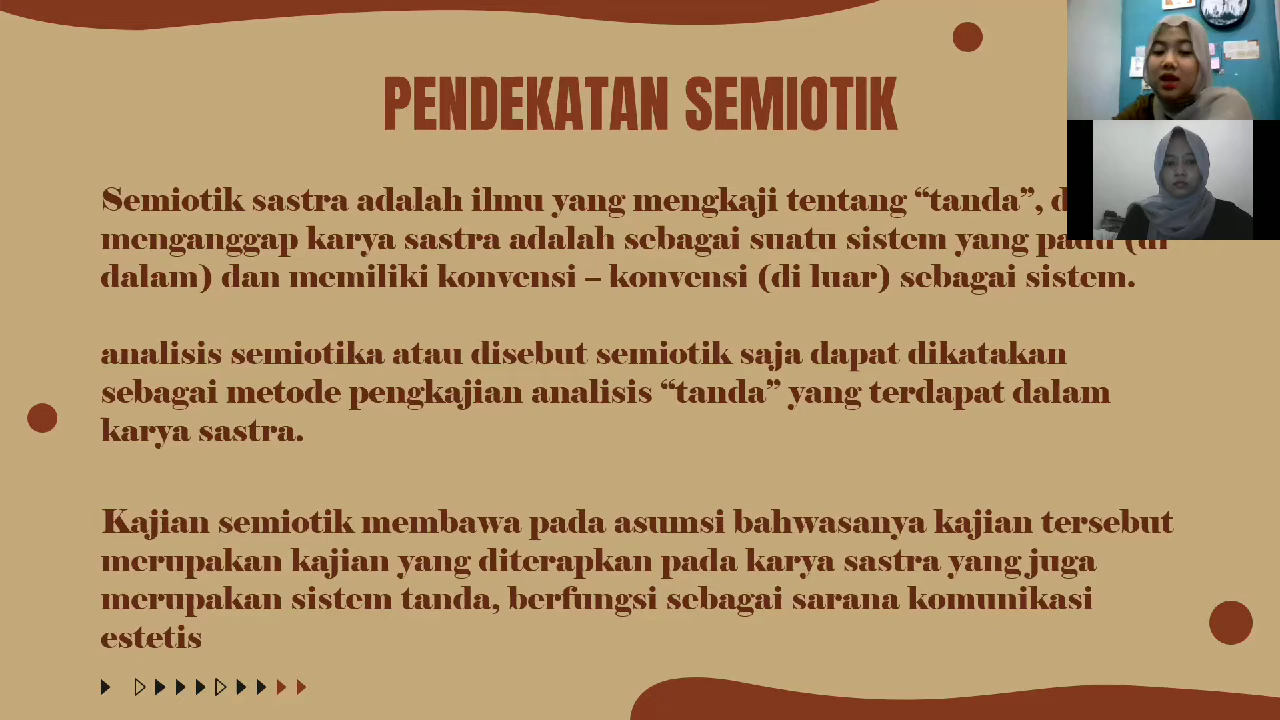 PENDEKATAN SEMIOTIK
Semiotik sastra adalah ilmu yang mengkaji tentang “tanda”,
menganggap karya sastra adalah sebagai suatu sistem yang padu (di
dalam) dan memiliki konvensi – konvensi (di luar) sebagai sistem.
analisis semiotika atau disebut semiotik saja dapat dikatakan
sebagai metode pengkajian analisis “tanda” yang terdapat dalam
karya sastra.
Kajian semiotik membawa pada asumsi bahwasanya kajian tersebut
merupakan kajian yang diterapkan pada karya sastra yang juga
merupakan sistem tanda, berfungsi sebagai sarana komunikasi
estetis